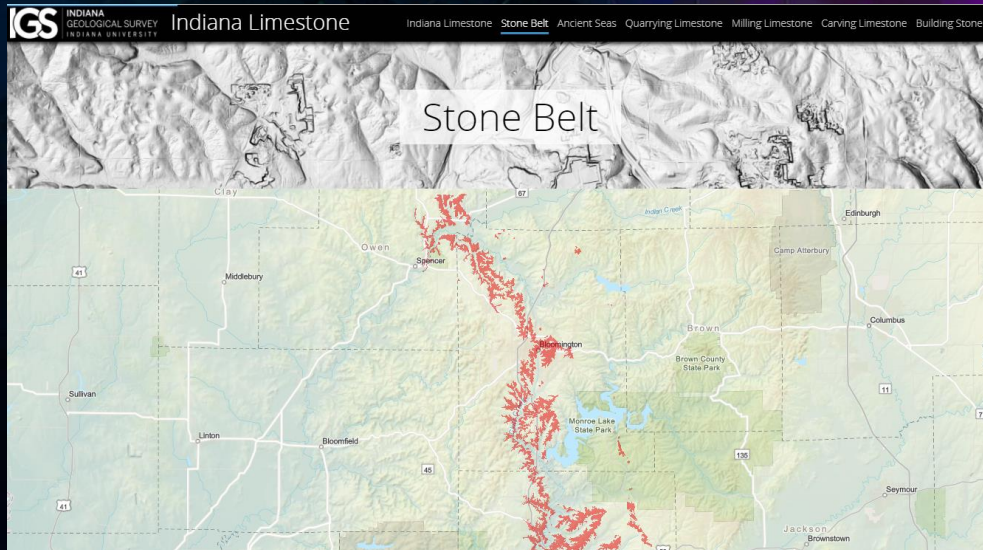 IGS INDIANA GEOLOGICAL SURVEY INDIANA UNIVERSITY
Indiana Limestone
Indiana Limestone Stone Belt Ancient Seas Quarrying Limestone Milling Limestone Carving Limestone Building Stone
Stone Belt
Clay
67
Indian Creek
Edinburgh
Owen
Camp Atterbury
Spencer
41
Middlebury
Columbus
Brown
Bloomington
Brown County
State Park
Sullivan
11
Monroe Lake
State Park
7
Linton
Bloomfield
135
45
Seymour
41
Jackson
Brownstown